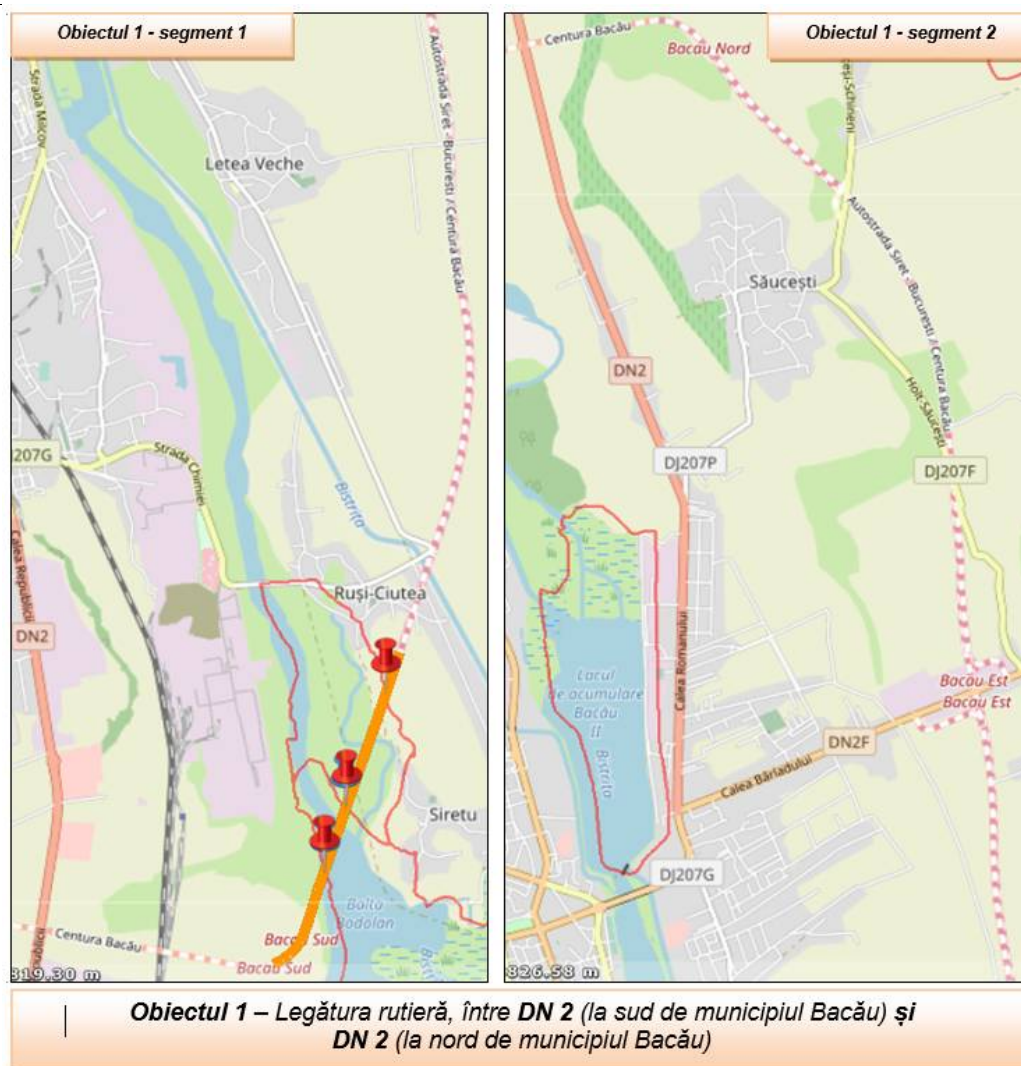 Obiectul 1 - segment 1
Strada Milcov
Letea Veche
Autostrada Siret - București / Centura Bacău
207G
Strada Chimiei
Bistrița
Calea Republicii
DN2
Ruși-Ciutea
Siretu
Balta
Bodolan
Bacău Sud
Bacău Sud
Centura Bacău
819.30 m
Obiectul 1 - segment 2
Centura Bacău
Bacău Nord
Autostrada Siret - București / Centura Bacău
Săucești
DN2
Holt-Săucești
DJ207P
DJ207F
Calea Romanului
Lacul
de acumulare
Bacău
II
Bistrița
Bacău Est
Bacău Est
DN2F
Calea Bârladului
DJ207G
826.58 m
Obiectul 1 – Legătura rutieră, între DN 2 (la sud de municipiul Bacău) și
DN 2 (la nord de municipiul Bacău)